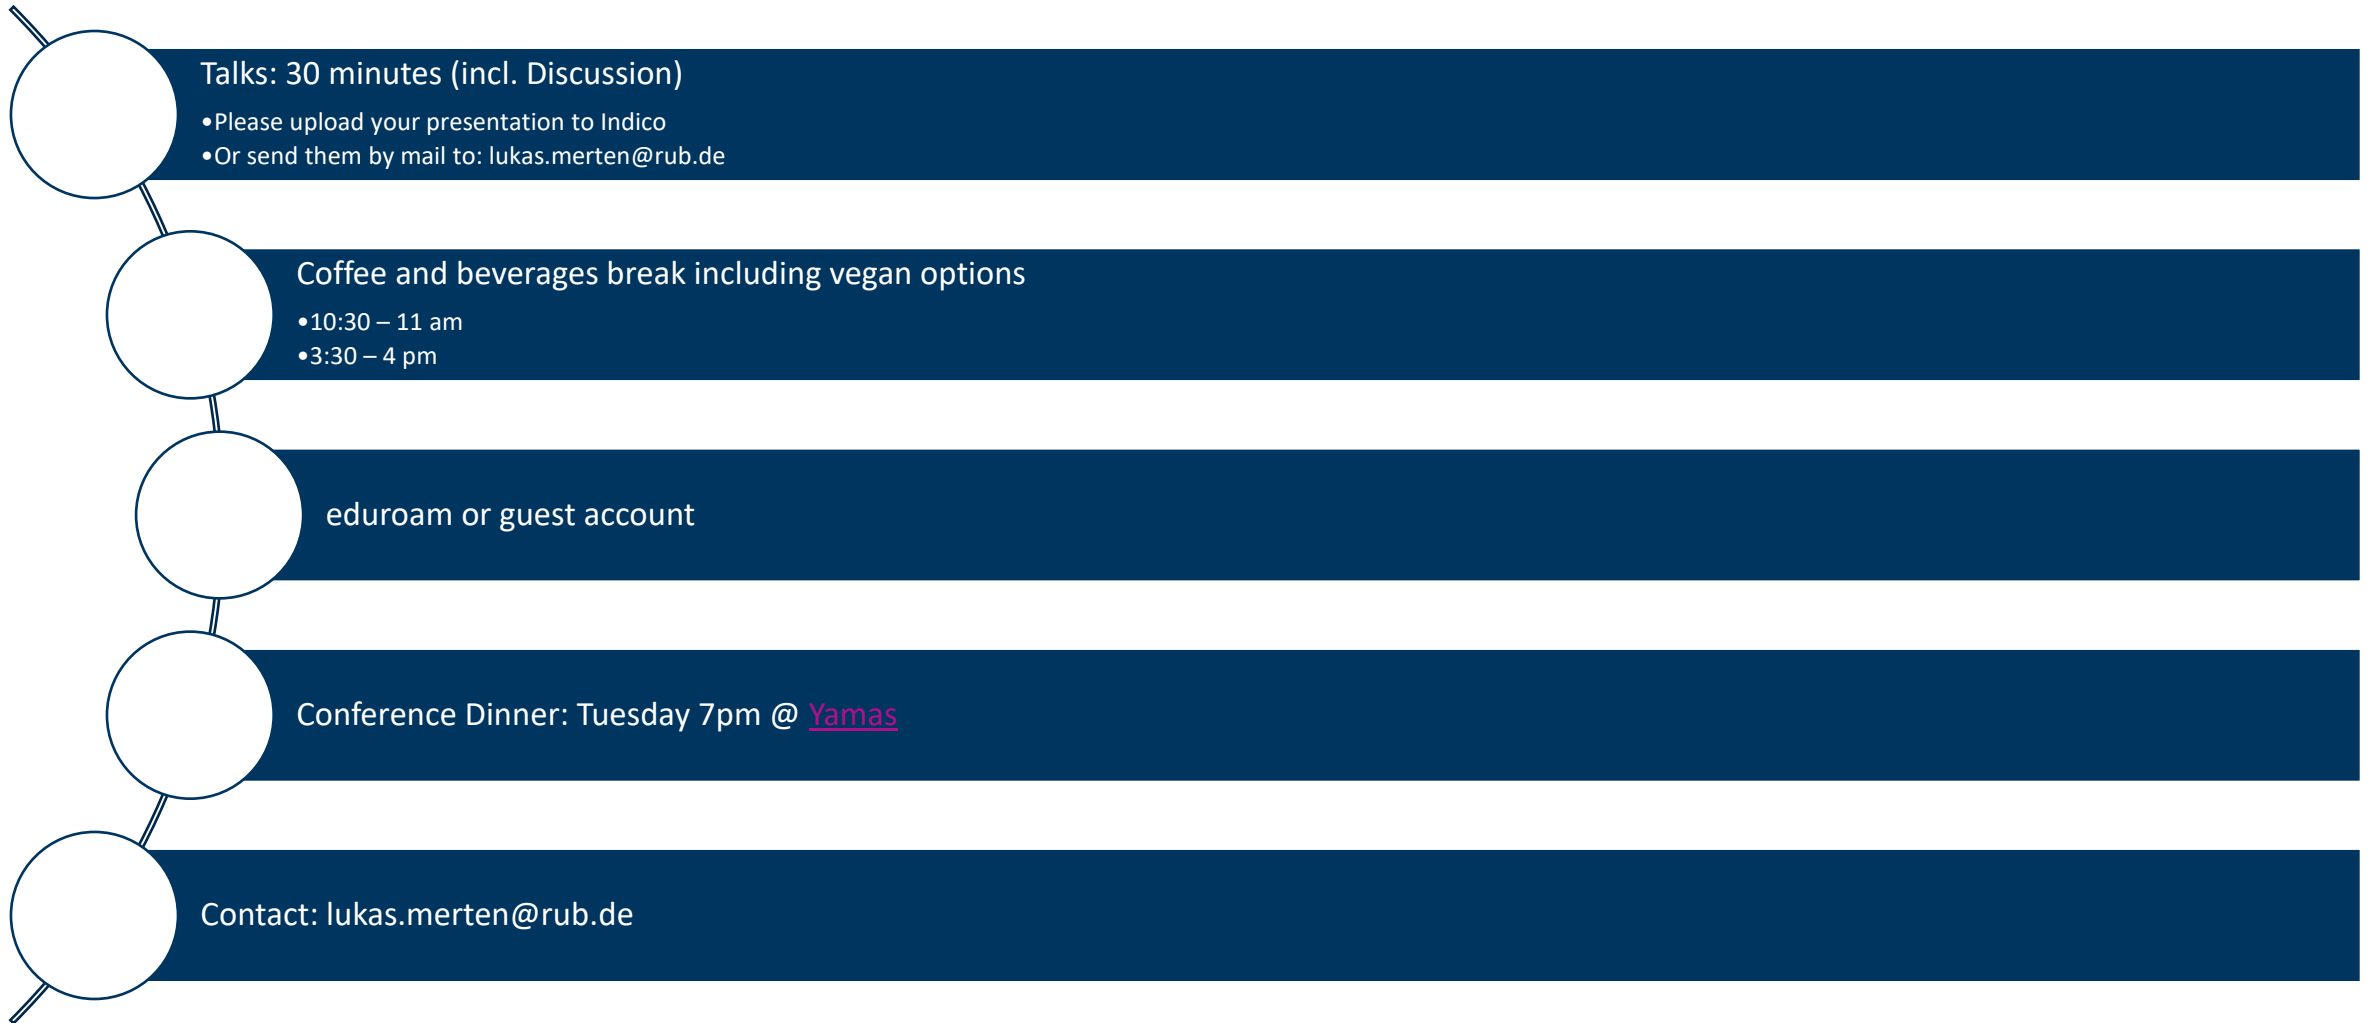 Talks: 30 minutes (incl. Discussion)
•Please upload your presentation to Indico
•Or send them by mail to: lukas.merten@rub.de
Coffee and beverages break including vegan options
•10:30 – 11 am
•3:30 – 4 pm
eduroam or guest account
Conference Dinner: Tuesday 7pm @ Yamas
Contact: lukas.merten@rub.de